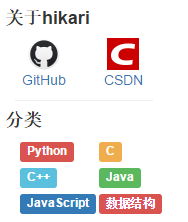 关于hikari
GitHub CSDN
分类
Python C
C++ Java
JavaScript 数据结构